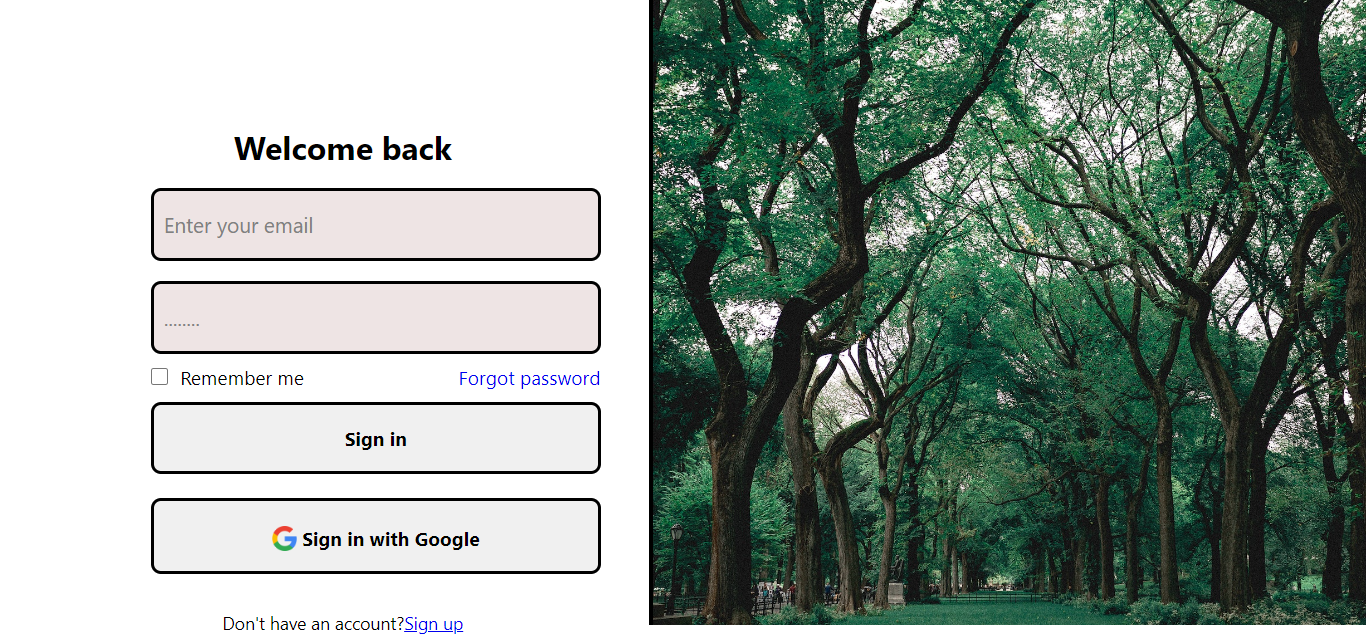 Welcome back
Enter your email
........
Remember me Forgot password
Sign in
Sign in with Google
Don't have an account?Sign up